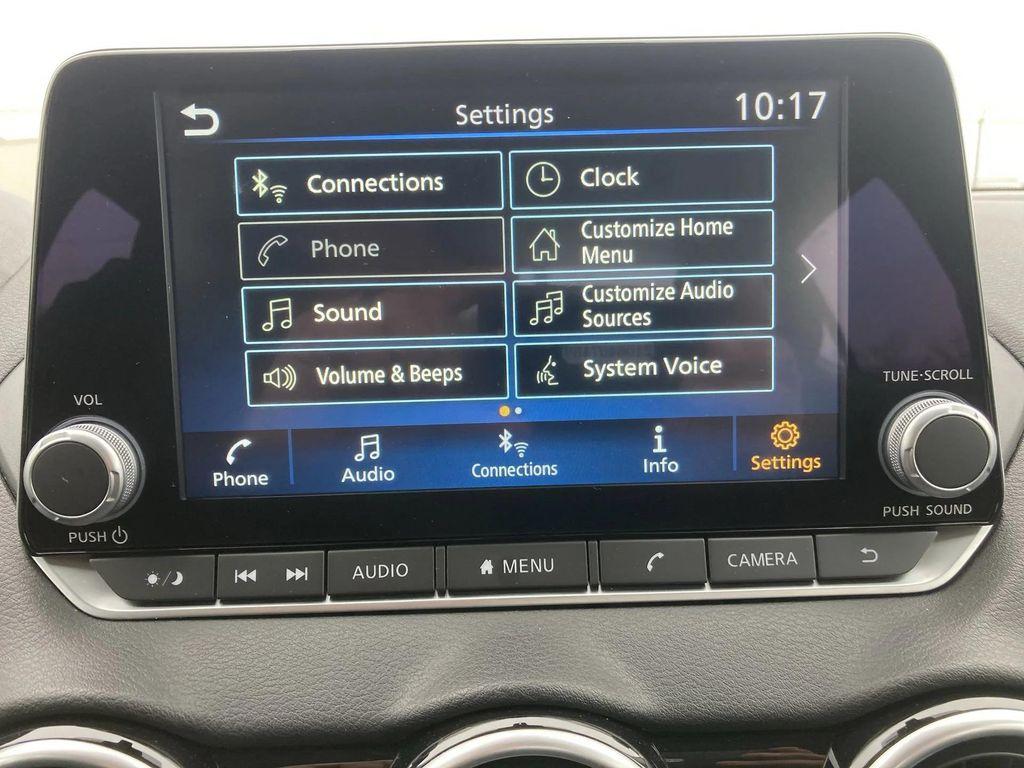 Settings
10:17
Connections
Clock
Phone
Customize Home
Menu
Sound
Customize Audio
Sources
Volume & Beeps
System Voice
Phone
Audio
Connections
Info
Settings
VOL
PUSH
TUNE·SCROLL
PUSH SOUND
AUDIO
MENU
CAMERA